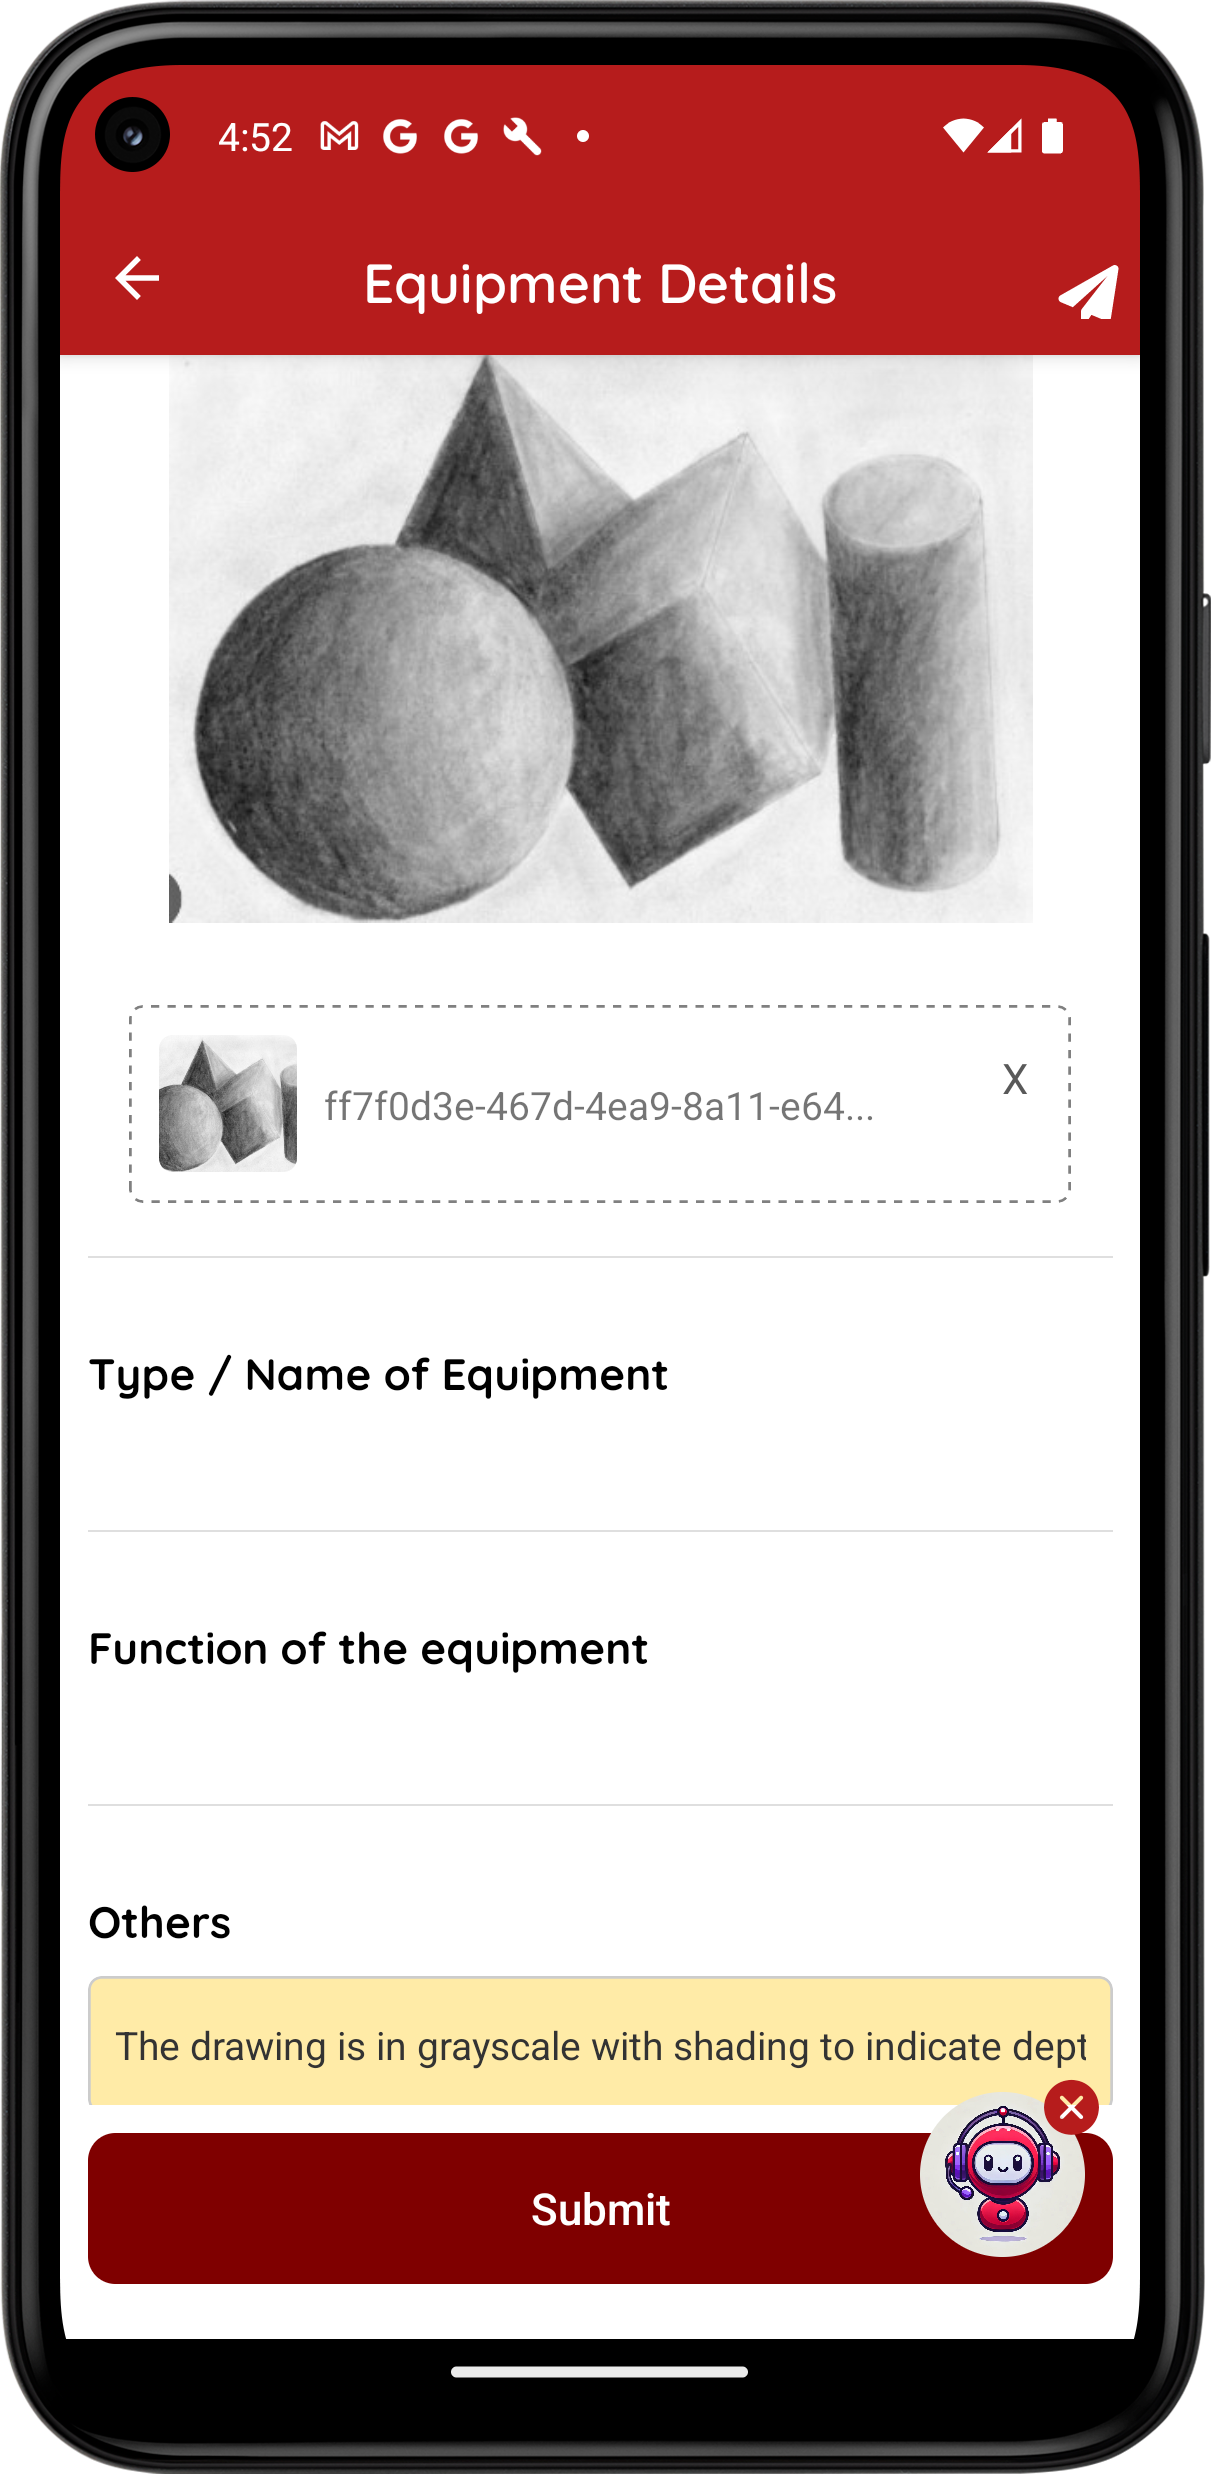 4:52
Equipment Details
ff7f0d3e-467d-4ea9-8a11-e64...
X
Type / Name of Equipment
Function of the equipment
Others
The drawing is in grayscale with shading to indicate dept
Submit